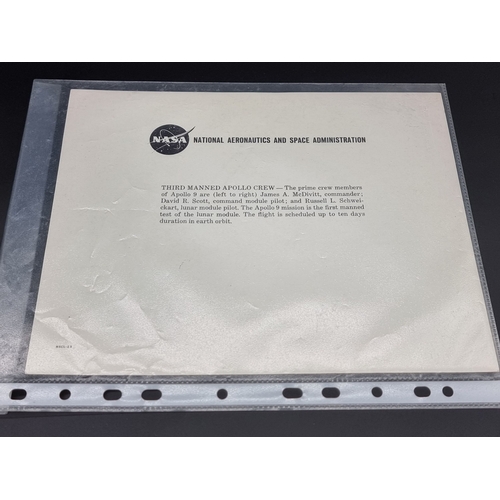 NASA NATIONAL AERONAUTICS AND SPACE ADMINISTRATION
THIRD MANNED APOLLO CREW — The prime crew members
of Apollo 9 are (left to right) James A. McDivitt, commander;
David R. Scott, command module pilot; and Russell L. Schwei-
ckart, lunar module pilot. The Apollo 9 mission is the first manned
test of the lunar module. The flight is scheduled up to ten days
duration in earth orbit.